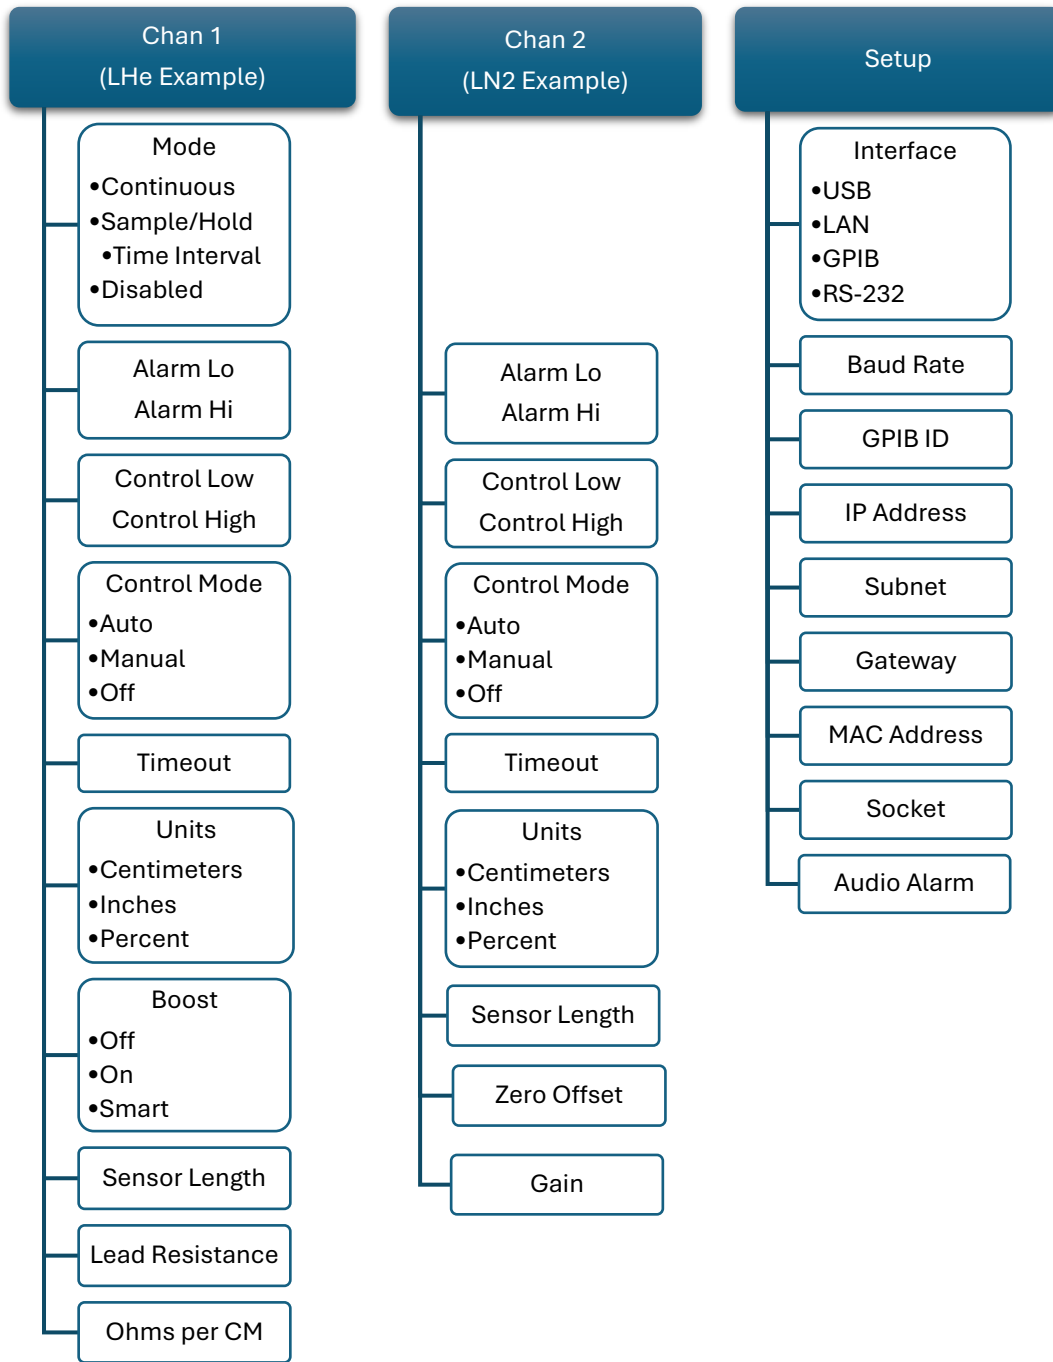 Chan 1
(LHe Example)
Mode
•Continuous
•Sample/Hold
•Time Interval
•Disabled
Alarm Lo
Alarm Hi
Control Low
Control High
Control Mode
•Auto
•Manual
•Off
Timeout
Units
•Centimeters
•Inches
•Percent
Boost
•Off
•On
•Smart
Sensor Length
Lead Resistance
Ohms per CM
Chan 2
(LN2 Example)
Alarm Lo
Alarm Hi
Control Low
Control High
Control Mode
•Auto
•Manual
•Off
Timeout
Units
•Centimeters
•Inches
•Percent
Sensor Length
Zero Offset
Gain
Setup
Interface
•USB
•LAN
•GPIB
•RS-232
Baud Rate
GPIB ID
IP Address
Subnet
Gateway
MAC Address
Socket
Audio Alarm